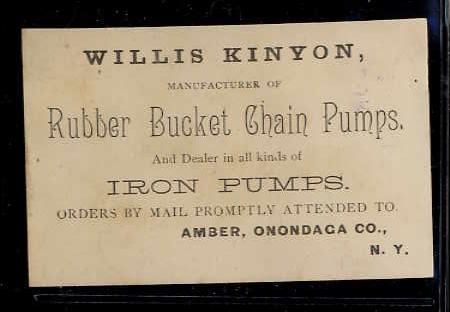 WILLIS KINYON,
MANUFACTURER OF
Rubber Bucket Chain Pumps.
And Dealer in all kinds of
IRON PUMPS.
ORDERS BY MAIL PROMPTLY ATTENDED TO.
AMBER, ONONDAGA CO.,
N. Y.